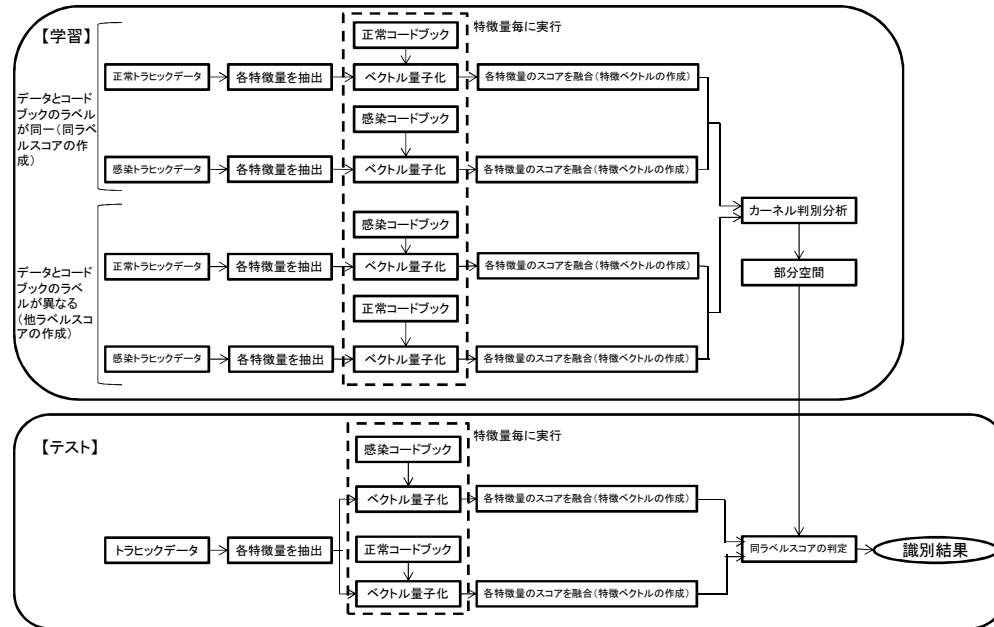 【学習】
正常コードブック
特徴量毎に実行
正常トラヒックデータ
各特徴量を抽出
ベクトル量子化
各特徴量のスコアを融合(特徴ベクトルの作成)
データとコード
ブックのラベル
が同一(同ラ
ベルスコアの作
成)
感染コードブック
感染トラヒックデータ
各特徴量を抽出
ベクトル量子化
各特徴量のスコアを融合(特徴ベクトルの作成)
カーネル判別分析
部分空間
感染コードブック
正常トラヒックデータ
各特徴量を抽出
ベクトル量子化
各特徴量のスコアを融合(特徴ベクトルの作成)
データとコード
ブックのラベ
ルが異なる
(他ラベルスコ
アの作成)
正常コードブック
感染トラヒックデータ
各特徴量を抽出
ベクトル量子化
各特徴量のスコアを融合(特徴ベクトルの作成)
【テスト】
感染コードブック
特徴量毎に実行
ベクトル量子化
各特徴量のスコアを融合(特徴ベクトルの作成)
トラヒックデータ
各特徴量を抽出
正常コードブック
同ラベルスコアの判定
識別結果
ベクトル量子化
各特徴量のスコアを融合(特徴ベクトルの作成)